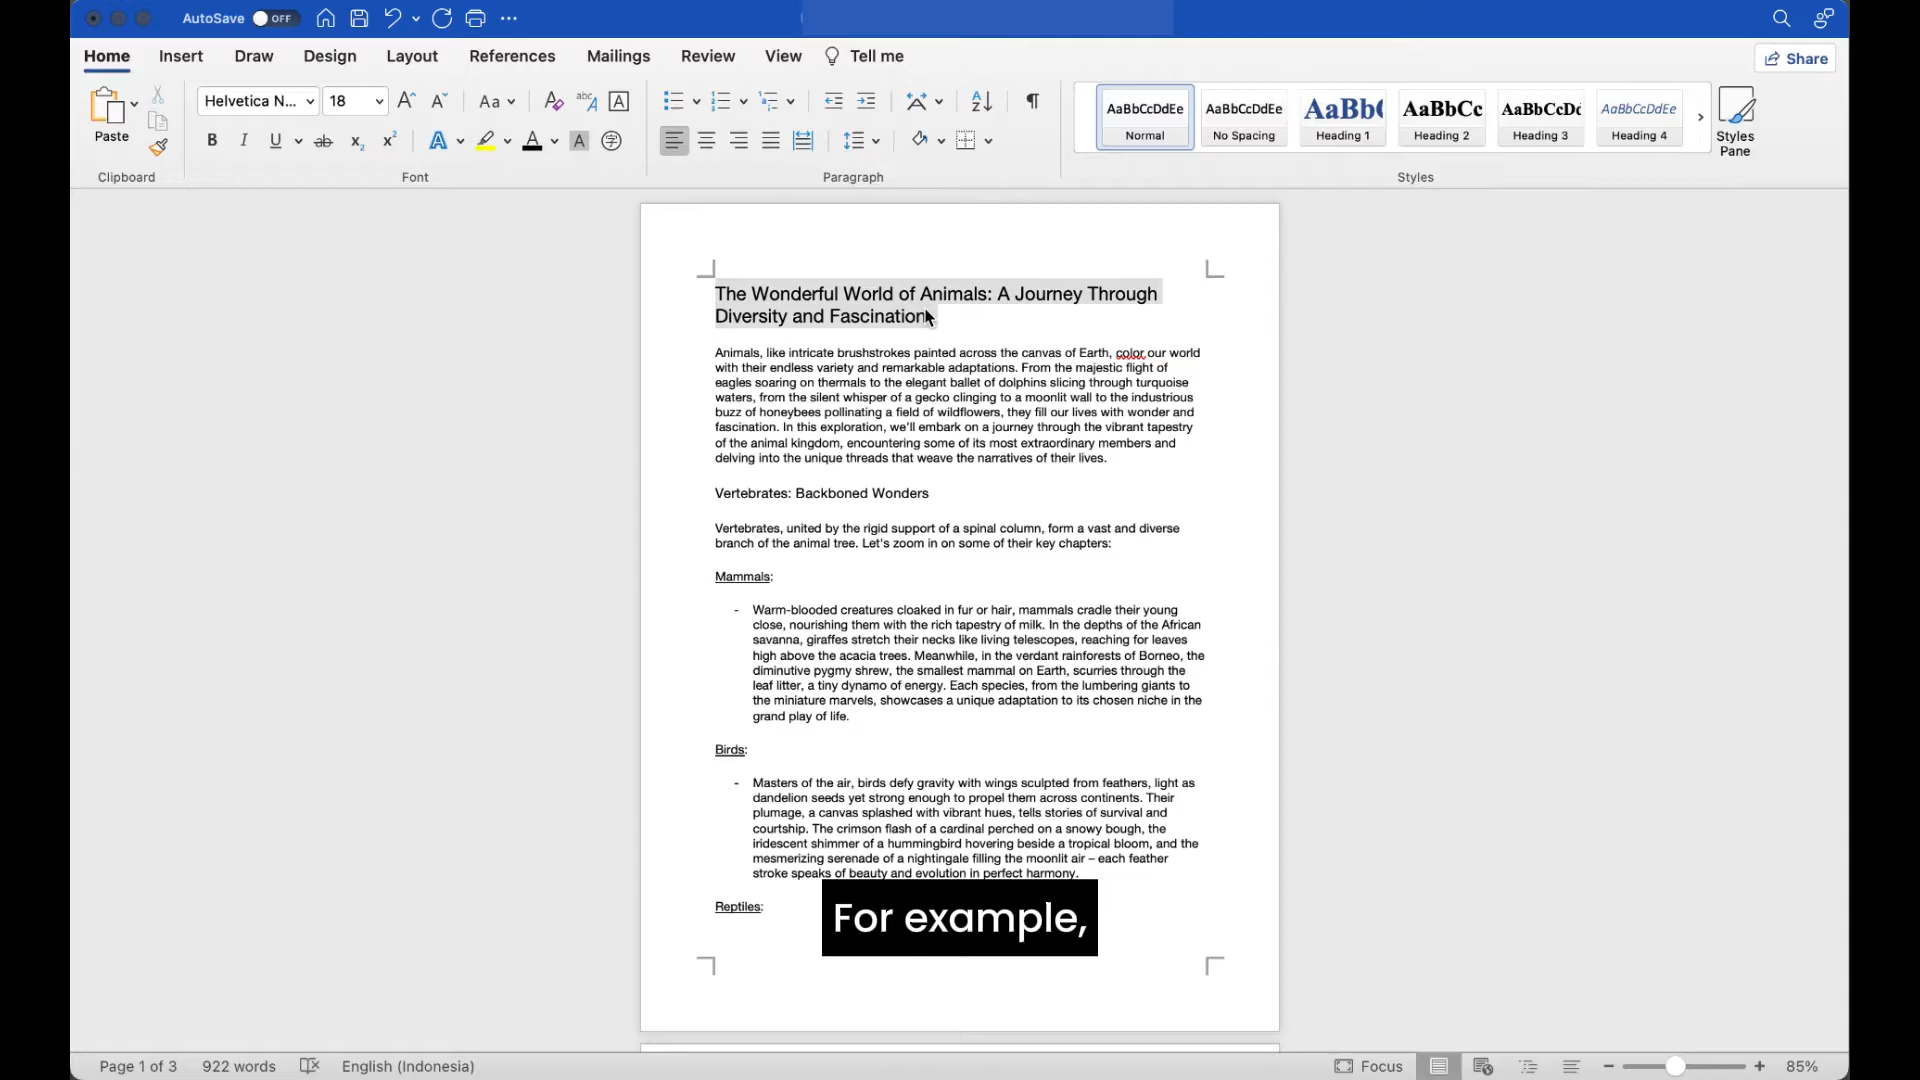 AutoSave OFF
Home Insert Draw Design Layout References Mailings Review View Tell me Share
Paste
Clipboard
Helvetica N... 18
Font
Paragraph
AaBbCcDdEe Normal
AaBbCcDdEe No Spacing
AaBb( Heading 1
AaBbCc Heading 2
AaBbCcDd Heading 3
AaBbCcDdEe Heading 4
Styles
Styles Pane
The Wonderful World of Animals: A Journey Through
Diversity and Fascination
Animals, like intricate brushstrokes painted across the canvas of Earth, color our world
with their endless variety and remarkable adaptations. From the majestic flight of
eagles soaring on thermals to the elegant ballet of dolphins slicing through turquoise
waters, from the silent whisper of a gecko clinging to a moonlit wall to the industrious
buzz of honeybees pollinating a field of wildflowers, they fill our lives with wonder and
fascination. In this exploration, we'll embark on a journey through the vibrant tapestry
of the animal kingdom, encountering some of its most extraordinary members and
delving into the unique threads that weave the narratives of their lives.
Vertebrates: Backboned Wonders
Vertebrates, united by the rigid support of a spinal column, form a vast and diverse
branch of the animal tree. Let's zoom in on some of their key chapters:
Mammals:
- Warm-blooded creatures cloaked in fur or hair, mammals cradle their young
close, nourishing them with the rich tapestry of milk. In the depths of the African
savanna, giraffes stretch their necks like living telescopes, reaching for leaves
high above the acacia trees. Meanwhile, in the verdant rainforests of Borneo, the
diminutive pygmy shrew, the smallest mammal on Earth, scurries through the
leaf litter, a tiny dynamo of energy. Each species, from the lumbering giants to
the miniature marvels, showcases a unique adaptation to its chosen niche in the
grand play of life.
Birds:
- Masters of the air, birds defy gravity with wings sculpted from feathers, light as
dandelion seeds yet strong enough to propel them across continents. Their
plumage, a canvas splashed with vibrant hues, tells stories of survival and
courtship. The crimson flash of a cardinal perched on a snowy bough, the
iridescent shimmer of a hummingbird hovering beside a tropical bloom, and the
mesmerizing serenade of a nightingale filling the moonlit air – each feather
stroke speaks of beauty and evolution in perfect harmony.
Reptiles:
For example,
Page 1 of 3 922 words English (Indonesia) Focus 85%